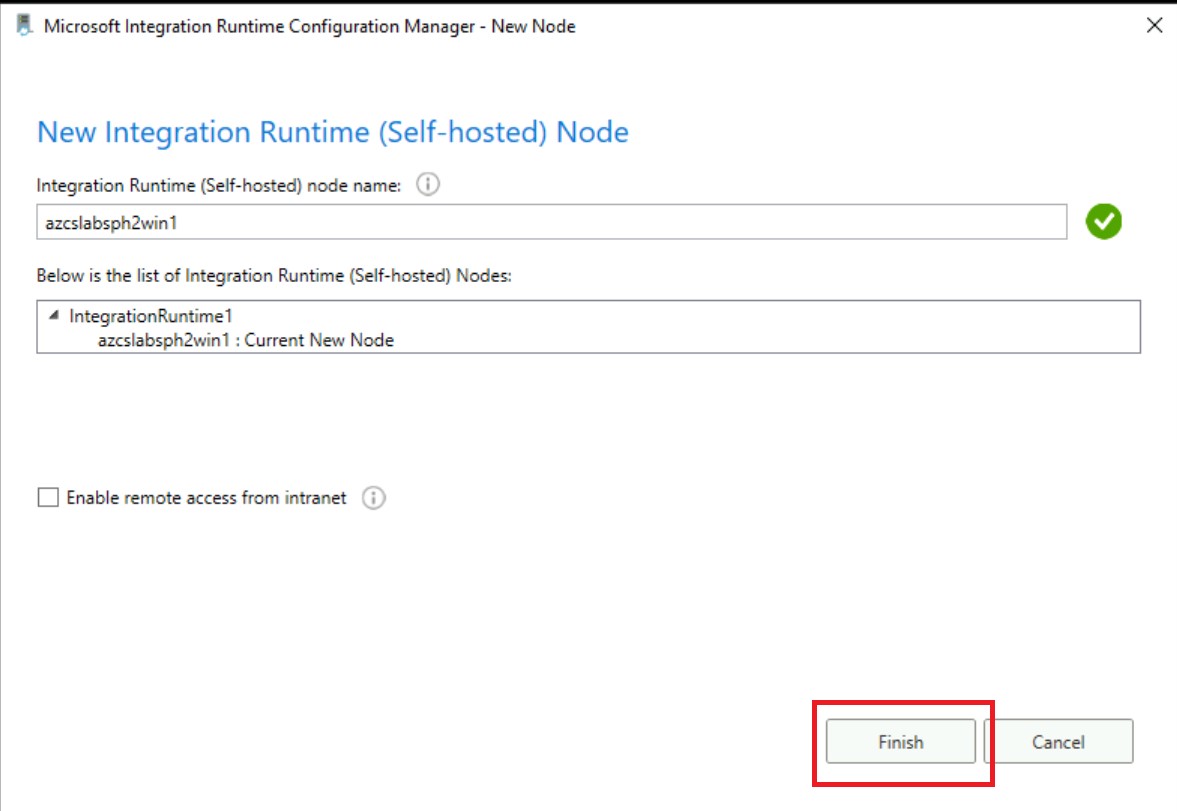 Microsoft Integration Runtime Configuration Manager - New Node
New Integration Runtime (Self-hosted) Node
Integration Runtime (Self-hosted) node name:
azcslabsph2win1
Below is the list of Integration Runtime (Self-hosted) Nodes:
IntegrationRuntime1
azcslabsph2win1 : Current New Node
Enable remote access from intranet
Finish Cancel